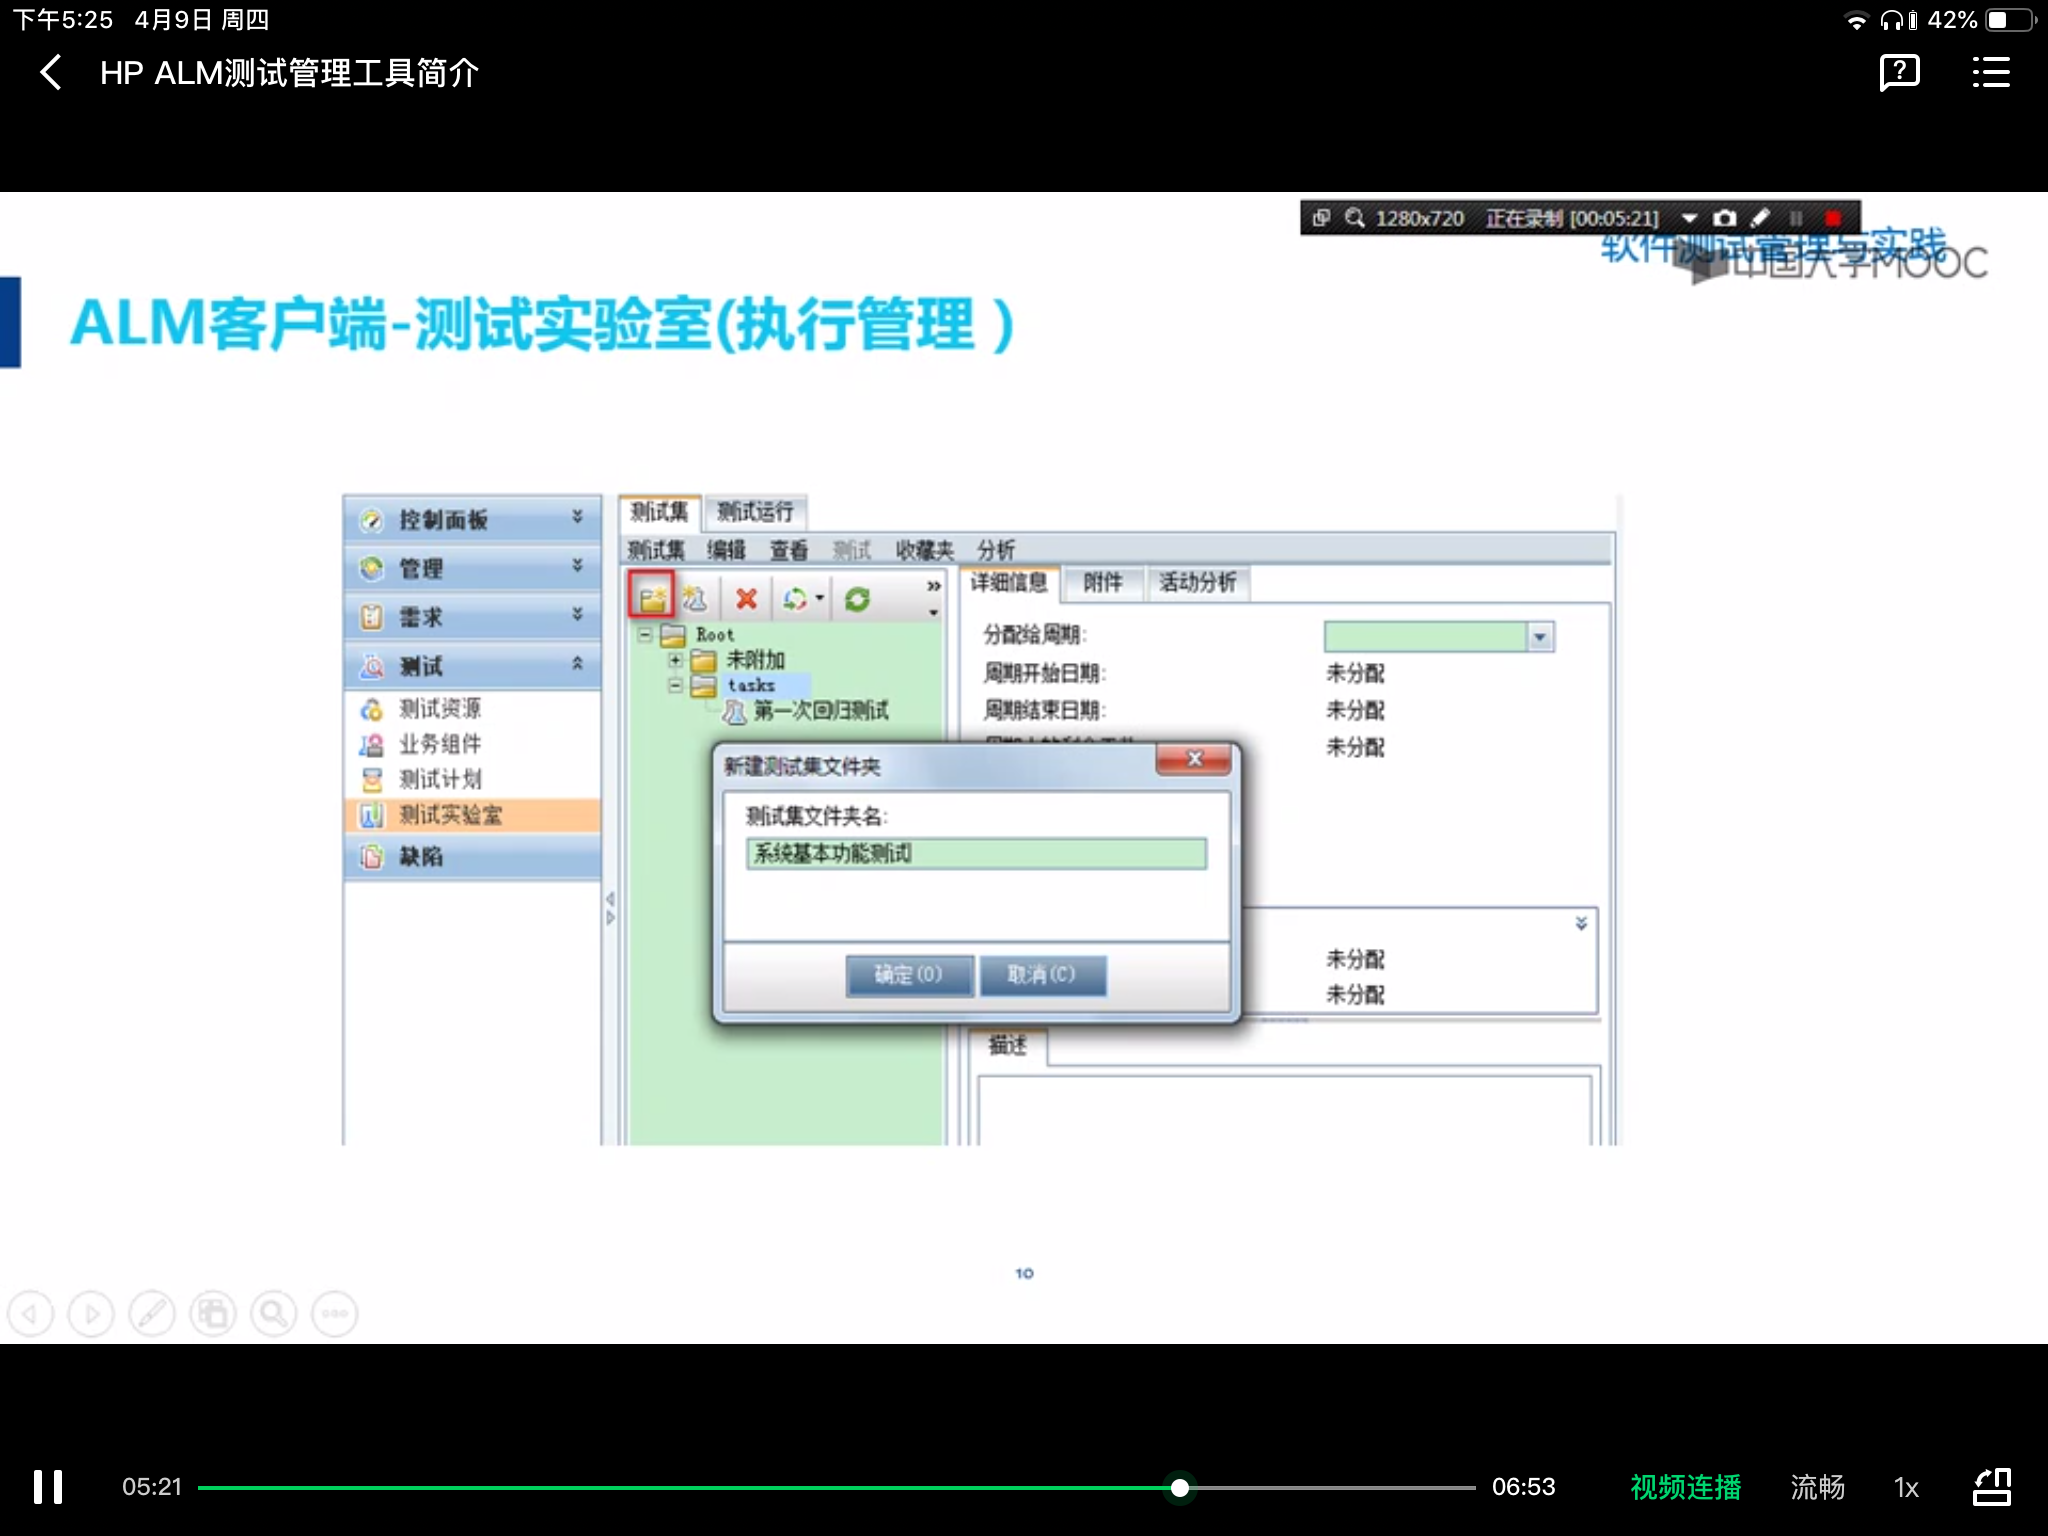 下午5:25 4月9日 周四
42%
HP ALM测试管理工具简介
1280x720 正在录制 [00:05:21]
软件测试管理与实践
中国大学MOOC
ALM客户端-测试实验室(执行管理）
控制面板
管理
需求
测试
测试资源
业务组件
测试计划
测试实验室
缺陷
测试集 测试运行
测试集 编辑 查看 测试 收藏夹 分析
Root
未附加
tasks
第一次回归测试
详细信息 附件 活动分析
分配给周期:
周期开始日期: 未分配
周期结束日期: 未分配
未分配
新建测试集文件夹
测试集文件夹名:
系统基本功能测试
确定(O) 取消(C)
未分配
未分配
描述
10
05:21 06:53 视频连播 流畅 1x